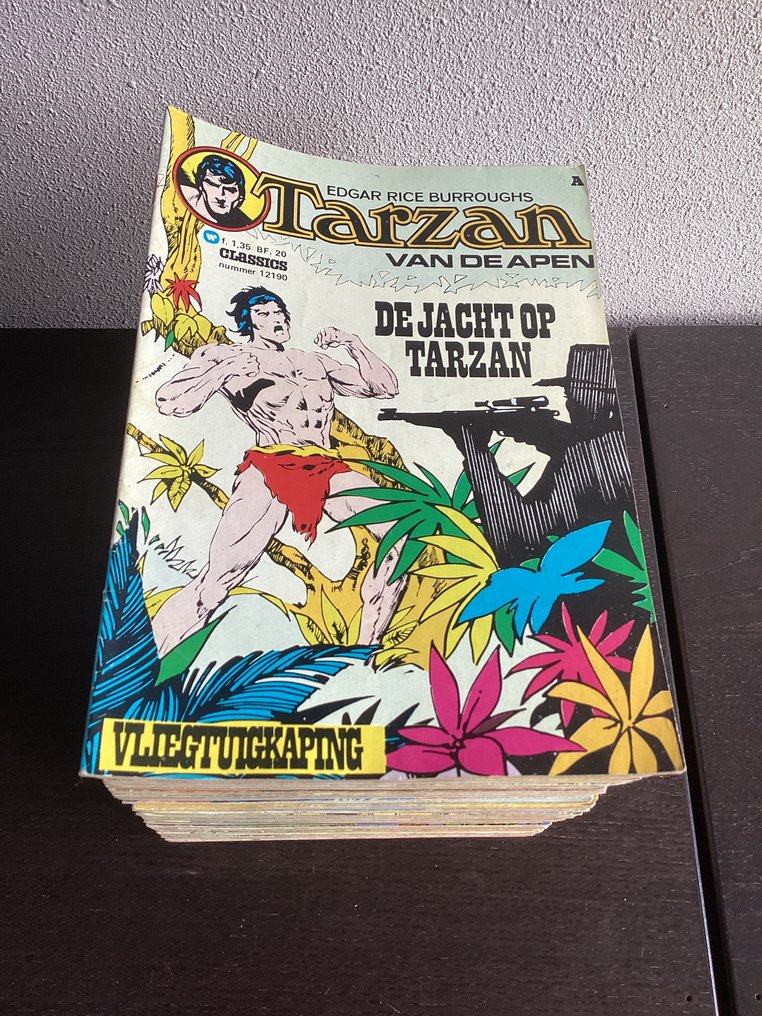 A
EDGAR RICE BURROUGHS
Tarzan
VAN DE APEN
W
f. 1,35 BF. 20
CLASSICS
nummer 12190
DE JACHT OP
TARZAN
VLIEGTUIGKAPING